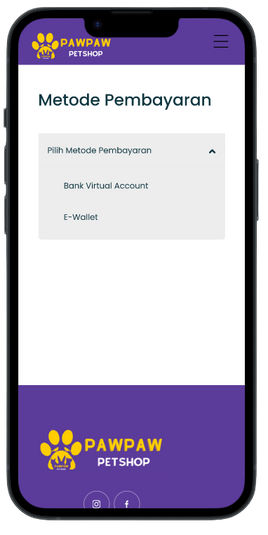 PAWPAW
PETSHOP
Metode Pembayaran
Pilih Metode Pembayaran
Bank Virtual Account
E-Wallet
PAWPAW
PETSHOP